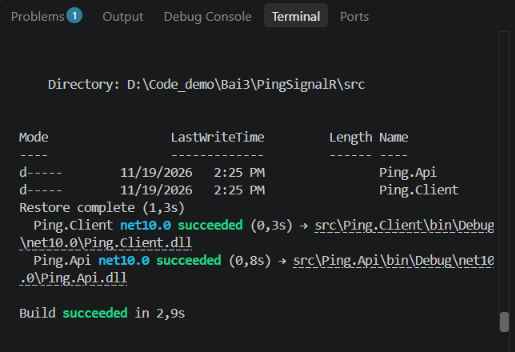 Problems 1 Output Debug Console Terminal Ports
Directory: D:\Code_demo\Bai3\PingSignalR\src
Mode LastWriteTime Length Name
---- ------------- ------ ----
d----- 11/19/2026 2:25 PM Ping.Api
d----- 11/19/2026 2:25 PM Ping.Client
Restore complete (1,3s)
Ping.Client net10.0 succeeded (0,3s) → src\Ping.Client\bin\Debug
\net10.0\Ping.Client.dll
Ping.Api net10.0 succeeded (0,8s) → src\Ping.Api\bin\Debug\net10
.0\Ping.Api.dll
Build succeeded in 2,9s